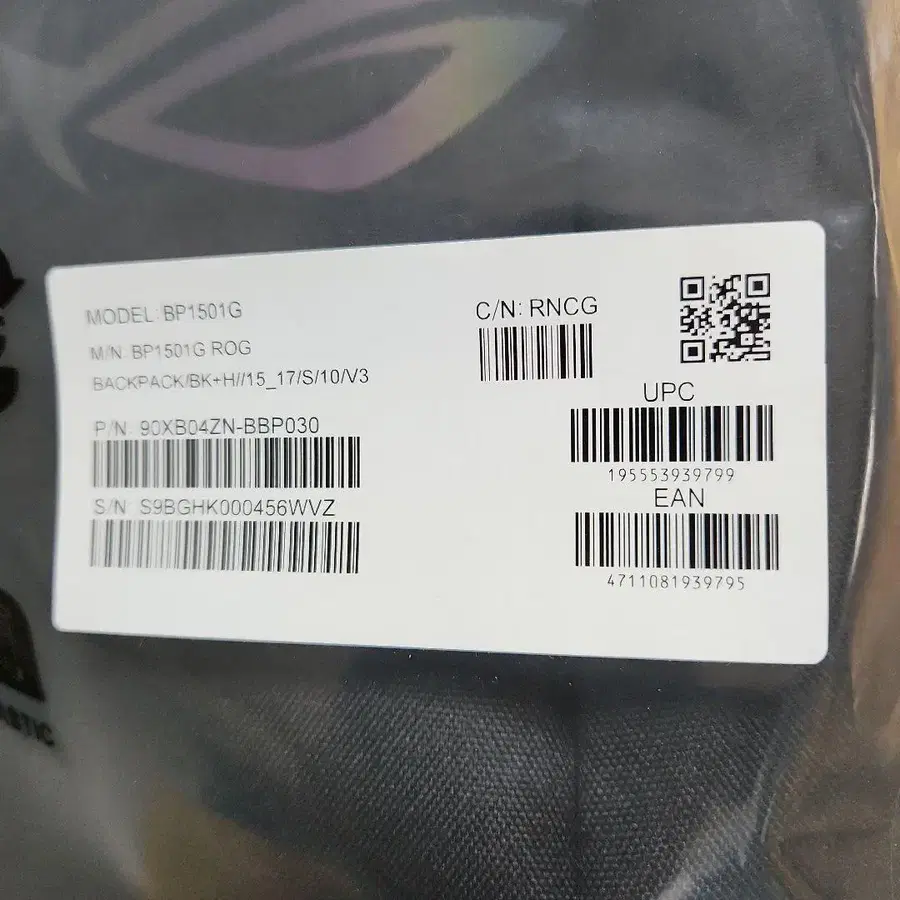 MODEL: BP1501G
M/N: BP1501G ROG
BACKPACK/BK+H//15_17/S/10/V3
P/N: 90XB04ZN-BBP030
S/N: S9BGHK000456WVZ
C/N: RNCG
UPC
195553939799
EAN
4711081939795